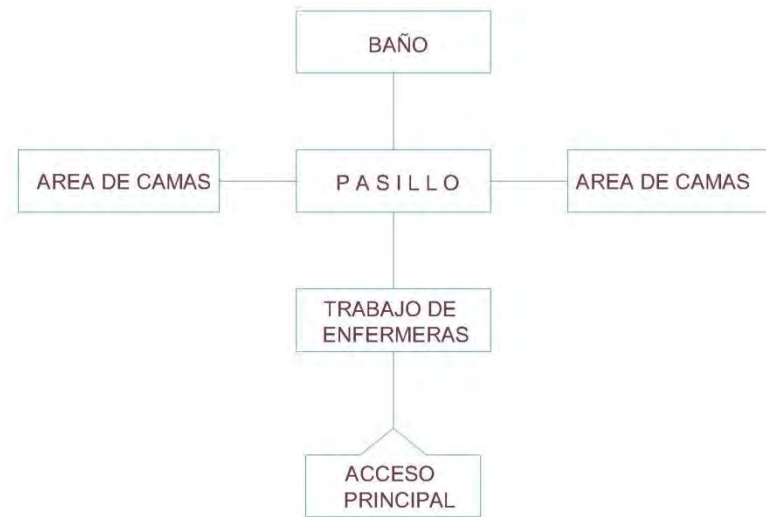 BAÑO
AREA DE CAMAS
P A S I L L O
AREA DE CAMAS
TRABAJO DE
ENFERMERAS
ACCESO
PRINCIPAL